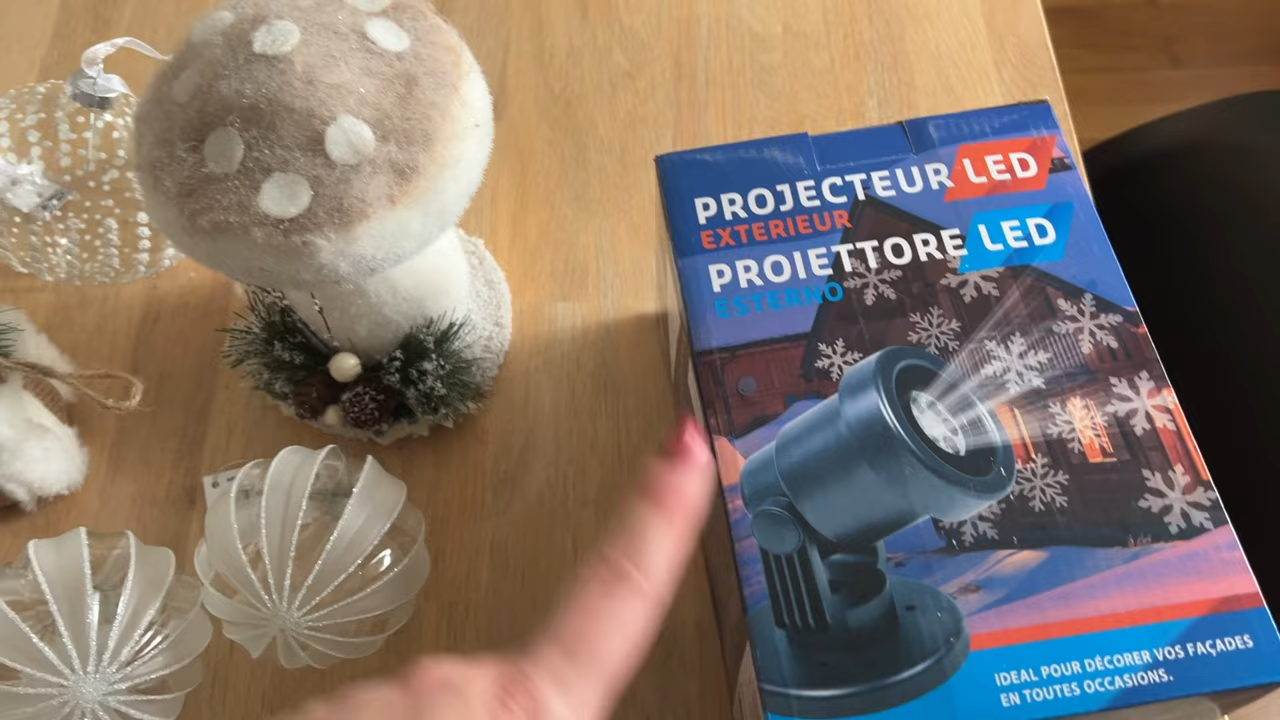 PROJECTEUR LED
EXTERIEUR
PROIETTORE LED
ESTERNO
IDEAL POUR DÉCORER VOS FAÇADES
EN TOUTES OCCASIONS.